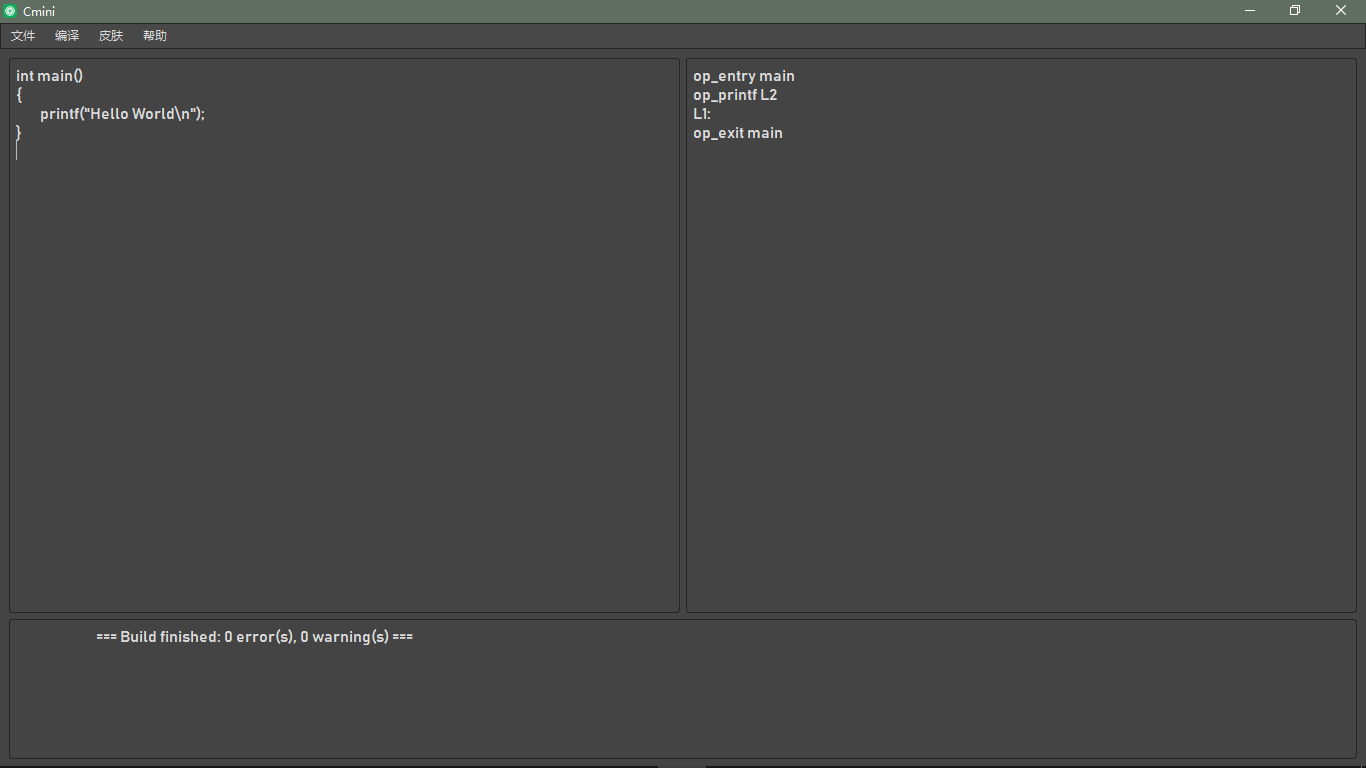 Cmini
文件 编译 皮肤 帮助
int main()
{
printf("Hello World\n");
}
op_entry main
op_printf L2
L1:
op_exit main
=== Build finished: 0 error(s), 0 warning(s) ===